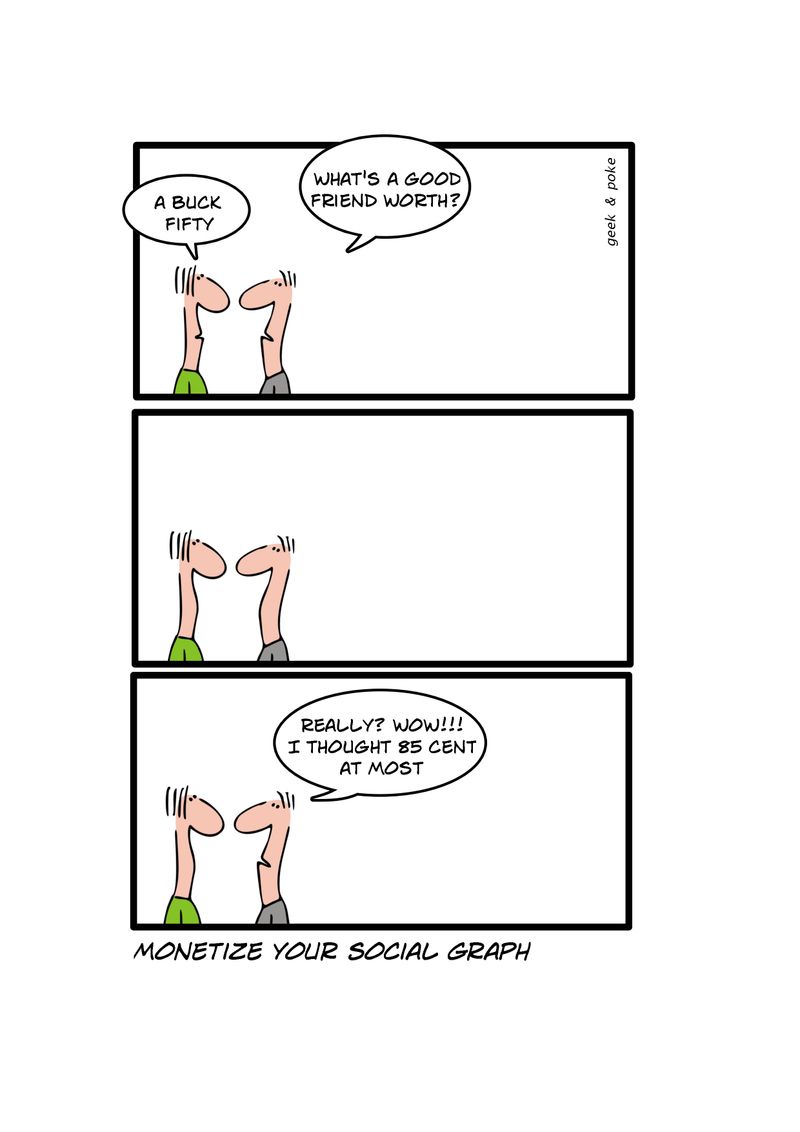 WHAT'S A GOOD
FRIEND WORTH?
A BUCK
FIFTY
geek & poke
REALLY? WOW!!!
I THOUGHT 85 CENT
AT MOST
MONETIZE YOUR SOCIAL GRAPH